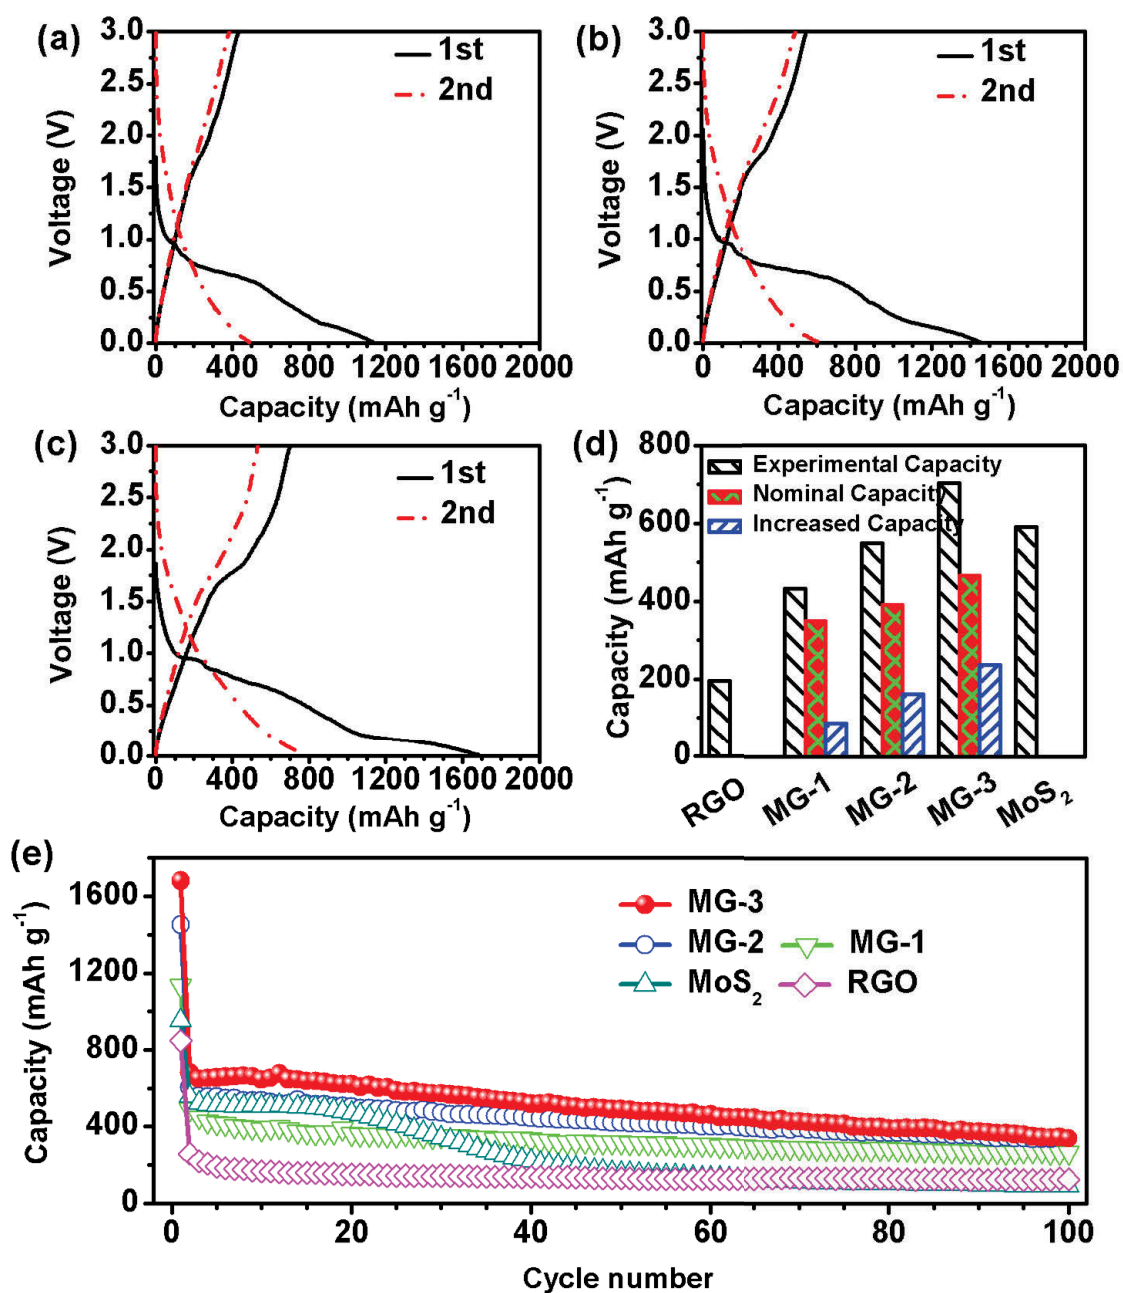 (a)
3.0
2.5
2.0
1.5
1.0
0.5
0.0
Voltage (V)
1st
2nd
0 400 800 1200 1600 2000
Capacity (mAh g⁻¹)
(b)
3.0
2.5
2.0
1.5
1.0
0.5
0.0
Voltage (V)
1st
2nd
0 400 800 1200 1600 2000
Capacity (mAh g⁻¹)
(c)
3.0
2.5
2.0
1.5
1.0
0.5
0.0
Voltage (V)
1st
2nd
0 400 800 1200 1600 2000
Capacity (mAh g⁻¹)
(d)
800
600
400
200
0
Capacity (mAh g⁻¹)
Experimental Capacity
Nominal Capacity
Increased Capacity
RGO MG-1 MG-2 MG-3 MoS₂
(e)
1600
1200
800
400
0
Capacity (mAh g⁻¹)
MG-3
MG-2 MG-1
MoS₂ RGO
0 20 40 60 80 100
Cycle number